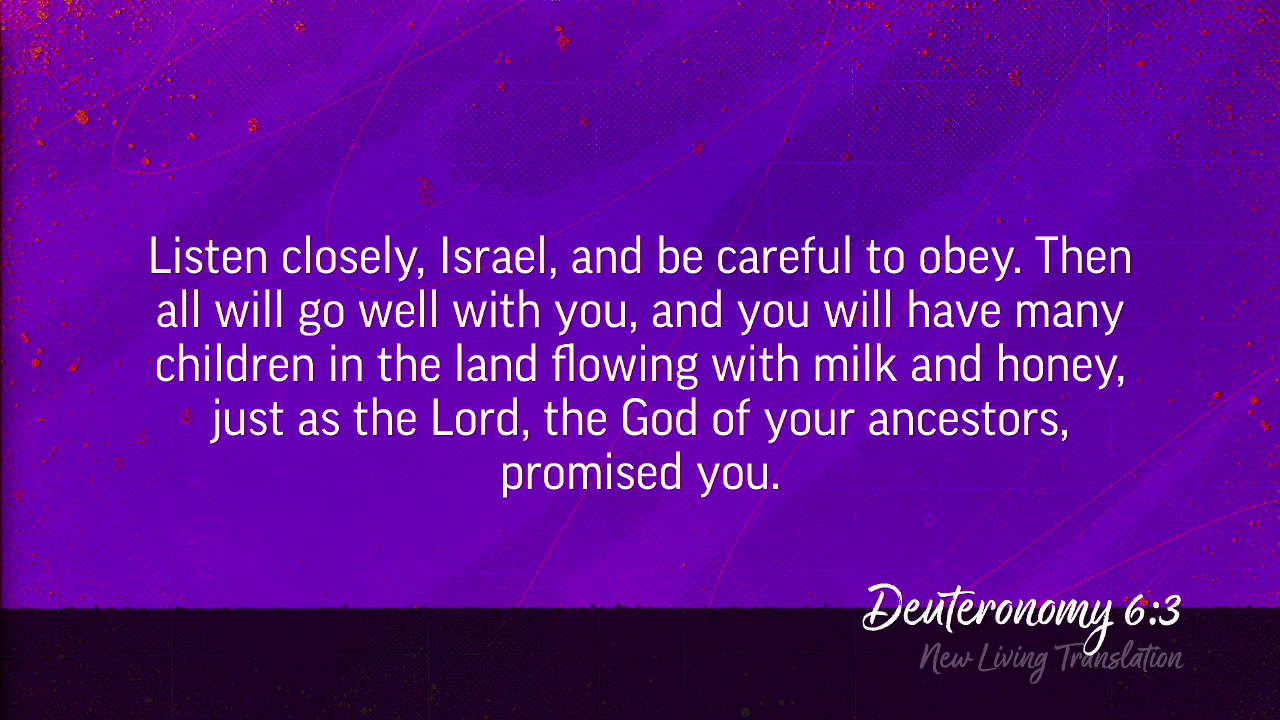 Listen closely, Israel, and be careful to obey. Then
all will go well with you, and you will have many
children in the land flowing with milk and honey,
just as the Lord, the God of your ancestors,
promised you.
Deuteronomy 6:3
New Living Translation